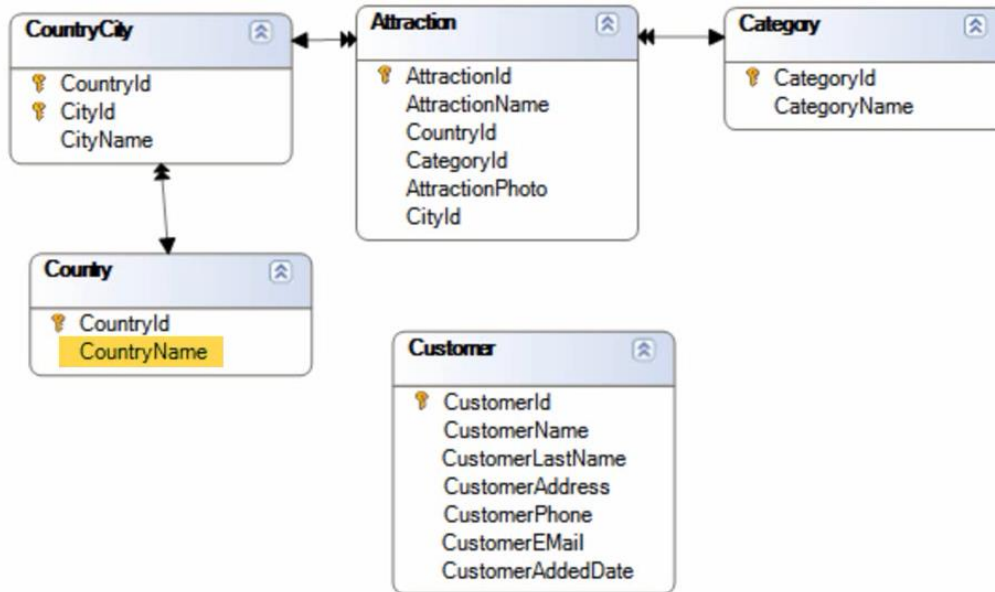 CountryCity
CountryId
CityId
CityName
Attraction
AttractionId
AttractionName
CountryId
CategoryId
AttractionPhoto
CityId
Category
CategoryId
CategoryName
Country
CountryId
CountryName
Customer
CustomerId
CustomerName
CustomerLastName
CustomerAddress
CustomerPhone
CustomerEMail
CustomerAddedDate